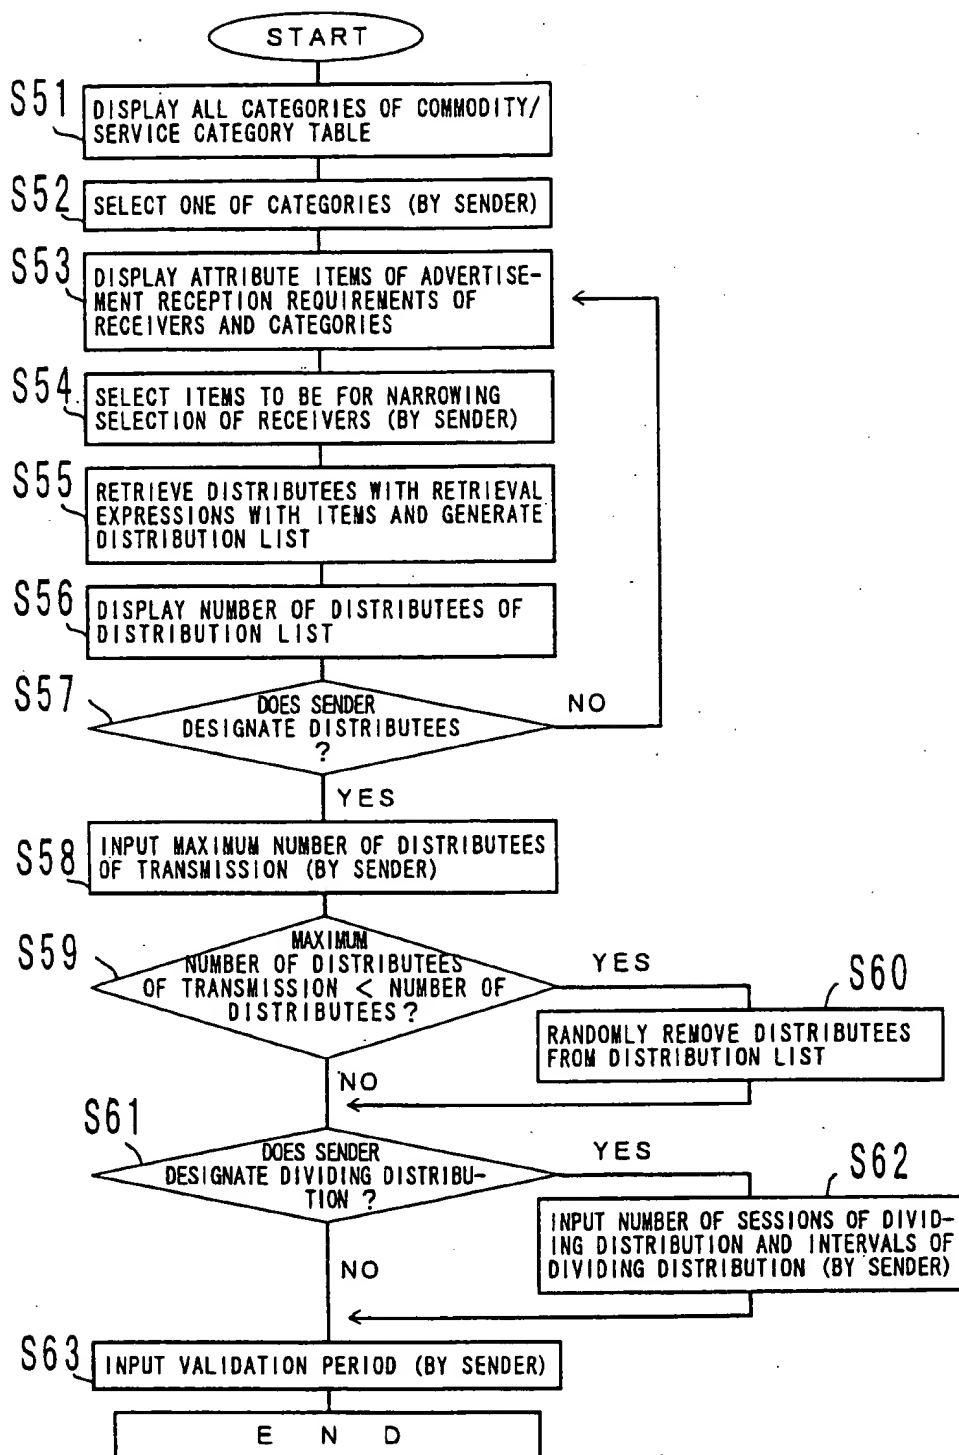 START
S51
DISPLAY ALL CATEGORIES OF COMMODITY/
SERVICE CATEGORY TABLE
S52
SELECT ONE OF CATEGORIES (BY SENDER)
S53
DISPLAY ATTRIBUTE ITEMS OF ADVERTISE-
MENT RECEPTION REQUIREMENTS OF
RECEIVERS AND CATEGORIES
S54
SELECT ITEMS TO BE FOR NARROWING
SELECTION OF RECEIVERS (BY SENDER)
S55
RETRIEVE DISTRIBUTEES WITH RETRIEVAL
EXPRESSIONS WITH ITEMS AND GENERATE
DISTRIBUTION LIST
S56
DISPLAY NUMBER OF DISTRIBUTEES OF
DISTRIBUTION LIST
S57
DOES SENDER
DESIGNATE DISTRIBUTEES
?
NO
YES
S58
INPUT MAXIMUM NUMBER OF DISTRIBUTEES
OF TRANSMISSION (BY SENDER)
S59
MAXIMUM
NUMBER OF DISTRIBUTEES
OF TRANSMISSION < NUMBER OF
DISTRIBUTEES?
YES
S60
RANDOMLY REMOVE DISTRIBUTEES
FROM DISTRIBUTION LIST
NO
S61
DOES SENDER
DESIGNATE DIVIDING DISTRIBU-
TION ?
YES
S62
INPUT NUMBER OF SESSIONS OF DIVID-
ING DISTRIBUTION AND INTERVALS OF
DIVIDING DISTRIBUTION (BY SENDER)
NO
S63
INPUT VALIDATION PERIOD (BY SENDER)
E N D